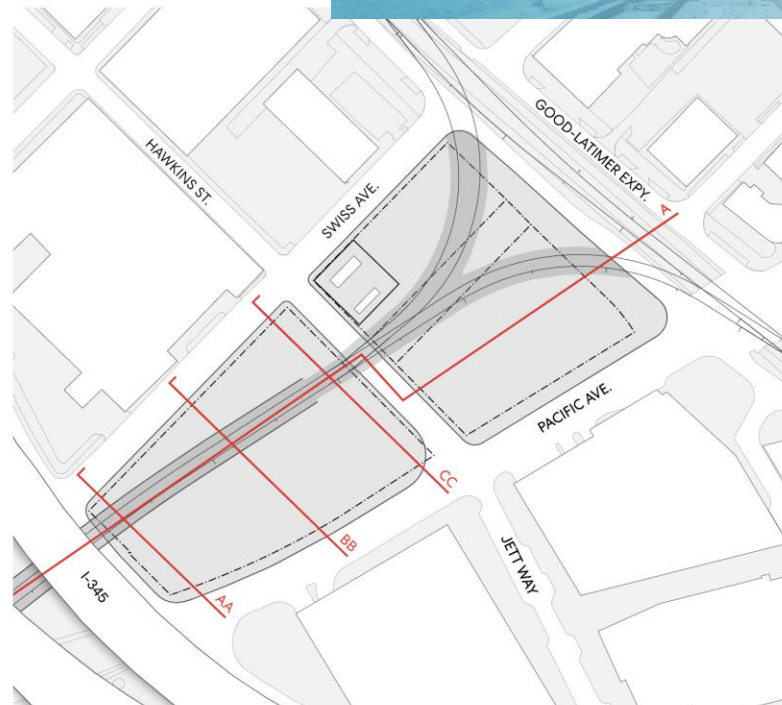 GOOD-LATIMER EXPY.
HAWKINS ST.
SWISS AVE.
A
PACIFIC AVE.
CC
BB
JETT WAY
I-345
AA